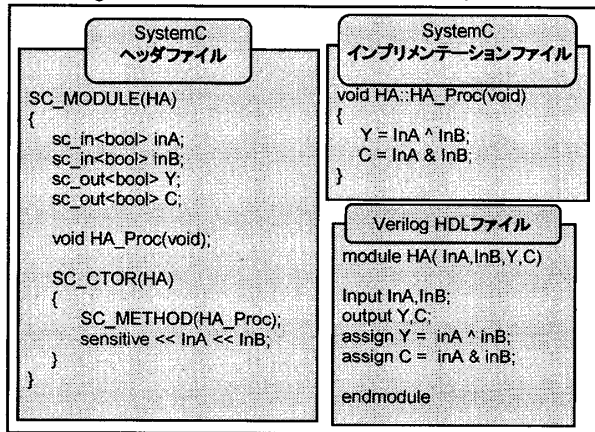 SystemC
ヘッダファイル
SC_MODULE(HA)
{
sc_in<bool> inA;
sc_in<bool> inB;
sc_out<bool> Y;
sc_out<bool> C;
void HA_Proc(void);
SC_CTOR(HA)
{
SC_METHOD(HA_Proc);
sensitive << InA << InB;
}
}
SystemC
インプリメンテーションファイル
void HA::HA_Proc(void)
{
Y = InA ^ InB;
C = InA & InB;
}
Verilog HDLファイル
module HA( InA,InB,Y,C)
Input InA,InB;
output Y,C;
assign Y = inA ^ inB;
assign C = inA & inB;
endmodule